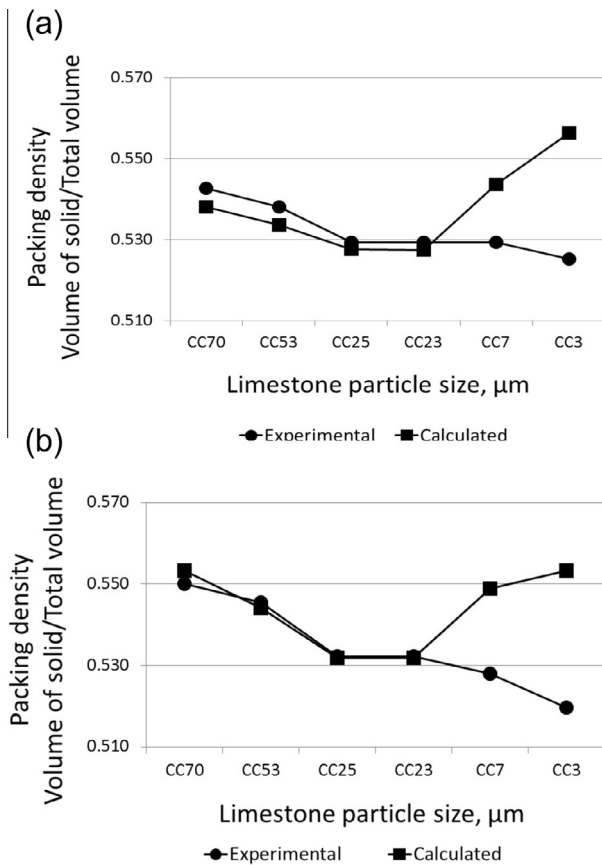 (a)
Packing density
Volume of solid/Total volume
0.570
0.550
0.530
0.510
CC70 CC53 CC25 CC23 CC7 CC3
Limestone particle size, µm
Experimental Calculated
(b)
Packing density
Volume of solid/Total volume
0.570
0.550
0.530
0.510
CC70 CC53 CC25 CC23 CC7 CC3
Limestone particle size, µm
Experimental Calculated